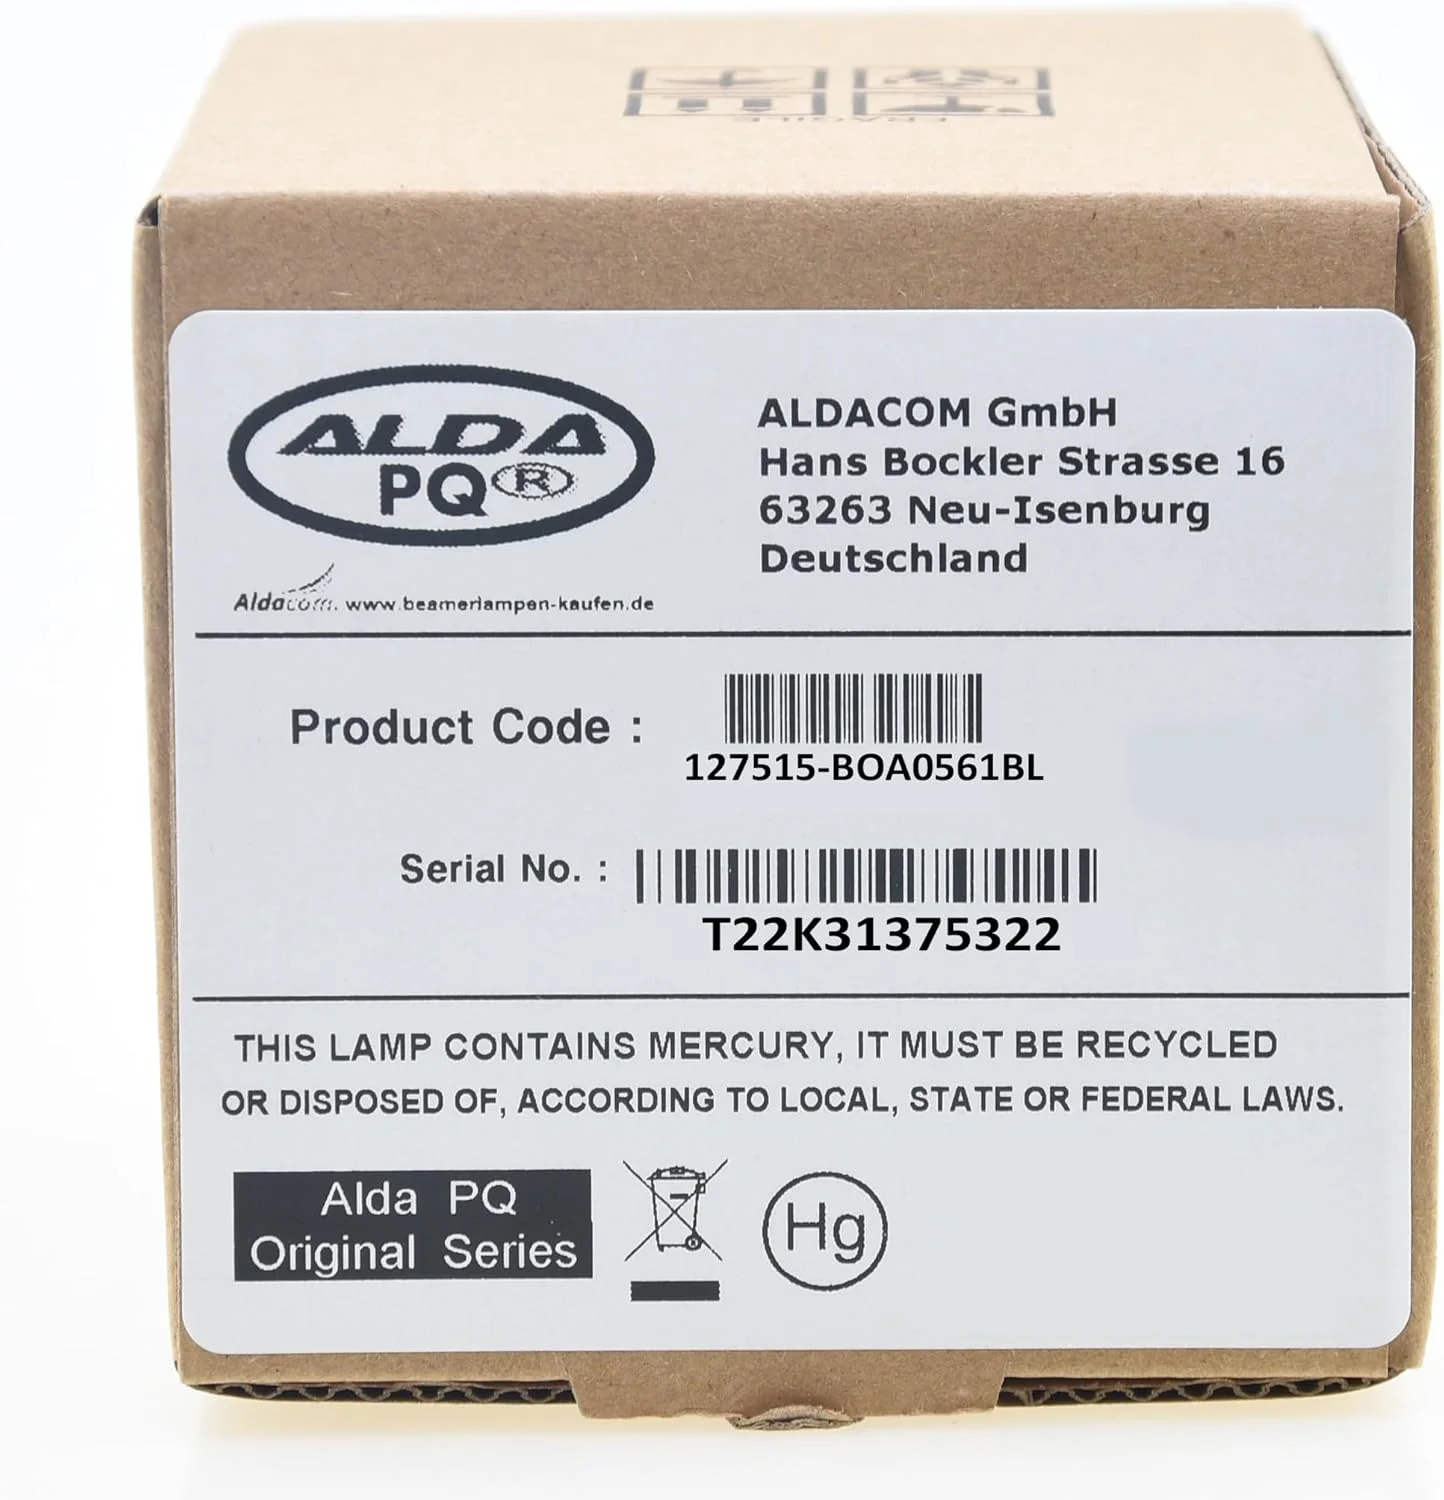 FRAGILE
ALDA
PQ®
Aldacom. www.beamerlampen-kaufen.de
ALDACOM GmbH
Hans Bockler Strasse 16
63263 Neu-Isenburg
Deutschland
Product Code :
127515-BOA0561BL
Serial No. :
T22K31375322
THIS LAMP CONTAINS MERCURY, IT MUST BE RECYCLED
OR DISPOSED OF, ACCORDING TO LOCAL, STATE OR FEDERAL LAWS.
Alda PQ
Original Series
Hg